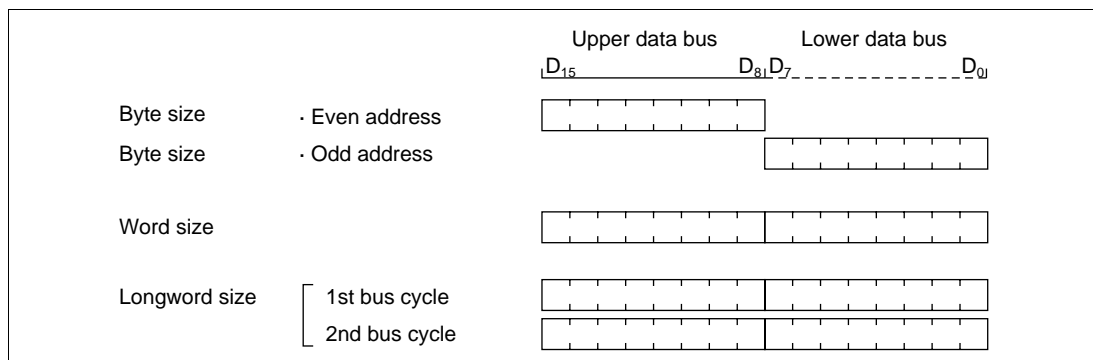 Upper data bus Lower data bus
D15 D8 D7 D0
Byte size · Even address
Byte size · Odd address
Word size
Longword size 1st bus cycle
2nd bus cycle